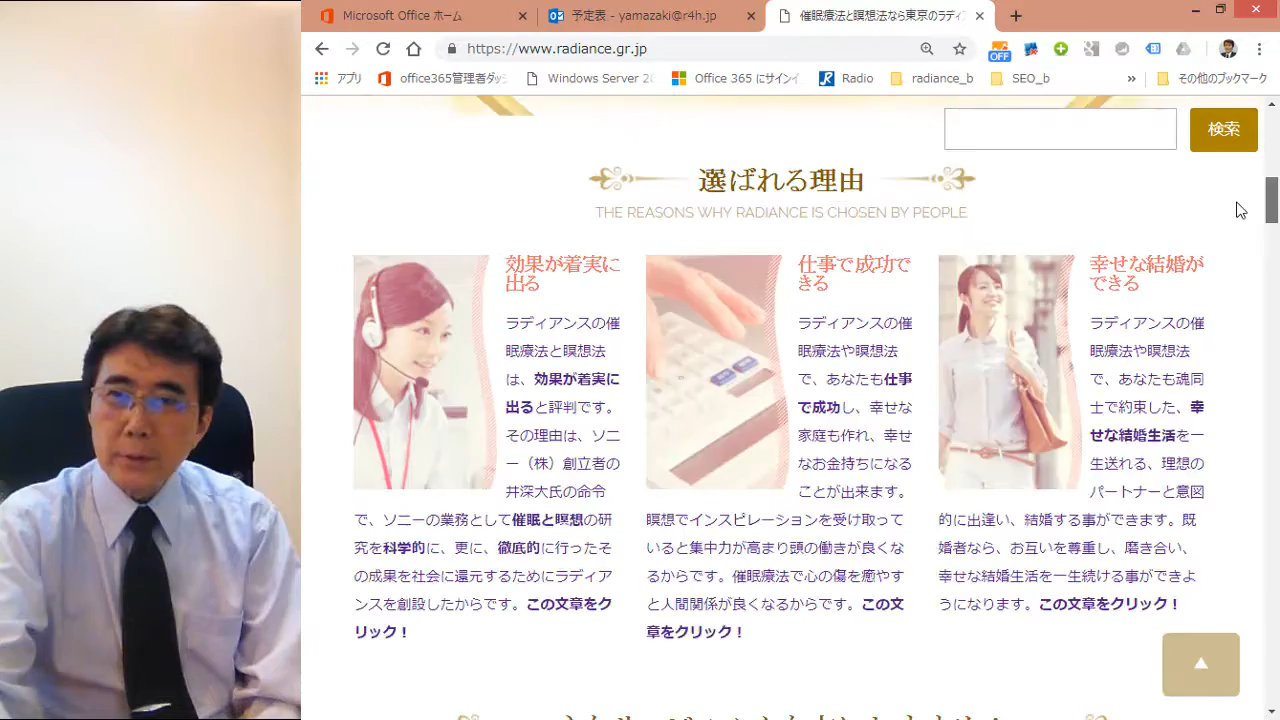 Microsoft Office ホーム
予定表 - yamazaki@r4h.jp
催眠療法と瞑想法なら東京のラディ
https://www.radiance.gr.jp
OFF
アプリ
office365管理者ダッシ
Windows Server 20
Office 365 にサインイ
Radio
radiance_b
SEO_b
»
その他のブックマーク
検索
選ばれる理由
THE REASONS WHY RADIANCE IS CHOSEN BY PEOPLE
効果が着実に
出る
ラディアンスの催
眠療法と瞑想法
は、効果が着実に
出ると評判です。
その理由は、ソニ
ー（株）創立者の
井深大氏の命令
で、ソニーの業務として催眠と瞑想の研
究を科学的に、更に、徹底的に行ったそ
の成果を社会に還元するためにラディア
ンスを創設したからです。この文章をク
リック！
仕事で成功で
きる
ラディアンスの催
眠療法や瞑想法
で、あなたも仕事
で成功し、幸せな
家庭も作れ、幸せ
なお金持ちになる
ことが出来ます。
瞑想でインスピレーションを受け取って
いると集中力が高まり頭の働きが良くな
るからです。催眠療法で心の傷を癒やす
と人間関係が良くなるからです。この文
章をクリック！
幸せな結婚が
できる
ラディアンスの催
眠療法や瞑想法
で、あなたも魂同
士で約束した、幸
せな結婚生活を一
生送れる、理想の
パートナーと意図
的に出逢い、結婚する事ができます。既
婚者なら、お互いを尊重し、磨き合い、
幸せな結婚生活を一生続ける事ができよ
うになります。この文章をクリック！